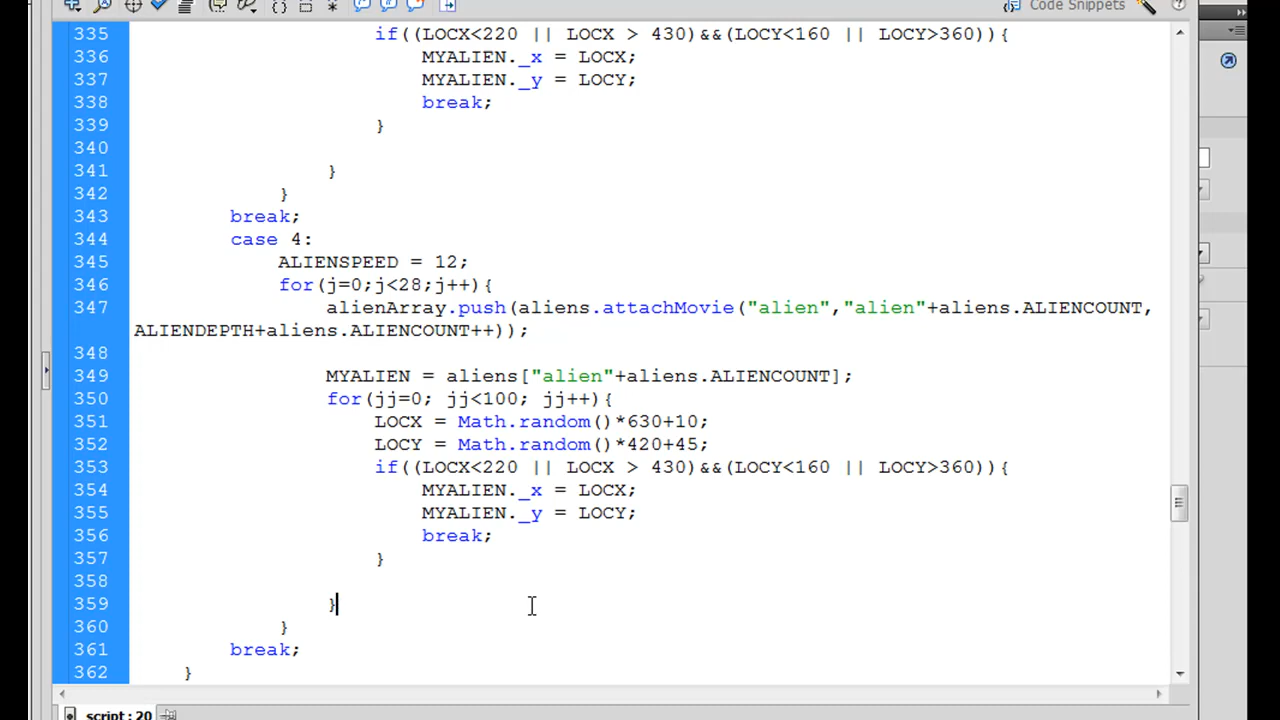 Code Snippets
335 if((LOCX<220 || LOCX > 430)&&(LOCY<160 || LOCY>360)){
336 MYALIEN._x = LOCX;
337 MYALIEN._y = LOCY;
338 break;
339 }
340
341 }
342 }
343 break;
344 case 4:
345 ALIENSPEED = 12;
346 for(j=0;j<28;j++){
347 alienArray.push(aliens.attachMovie("alien","alien"+aliens.ALIENCOUNT,
ALIENDEPTH+aliens.ALIENCOUNT++));
348
349 MYALIEN = aliens["alien"+aliens.ALIENCOUNT];
350 for(jj=0; jj<100; jj++){
351 LOCX = Math.random()*630+10;
352 LOCY = Math.random()*420+45;
353 if((LOCX<220 || LOCX > 430)&&(LOCY<160 || LOCY>360)){
354 MYALIEN._x = LOCX;
355 MYALIEN._y = LOCY;
356 break;
357 }
358
359 }
360 }
361 break;
362 }
script : 20